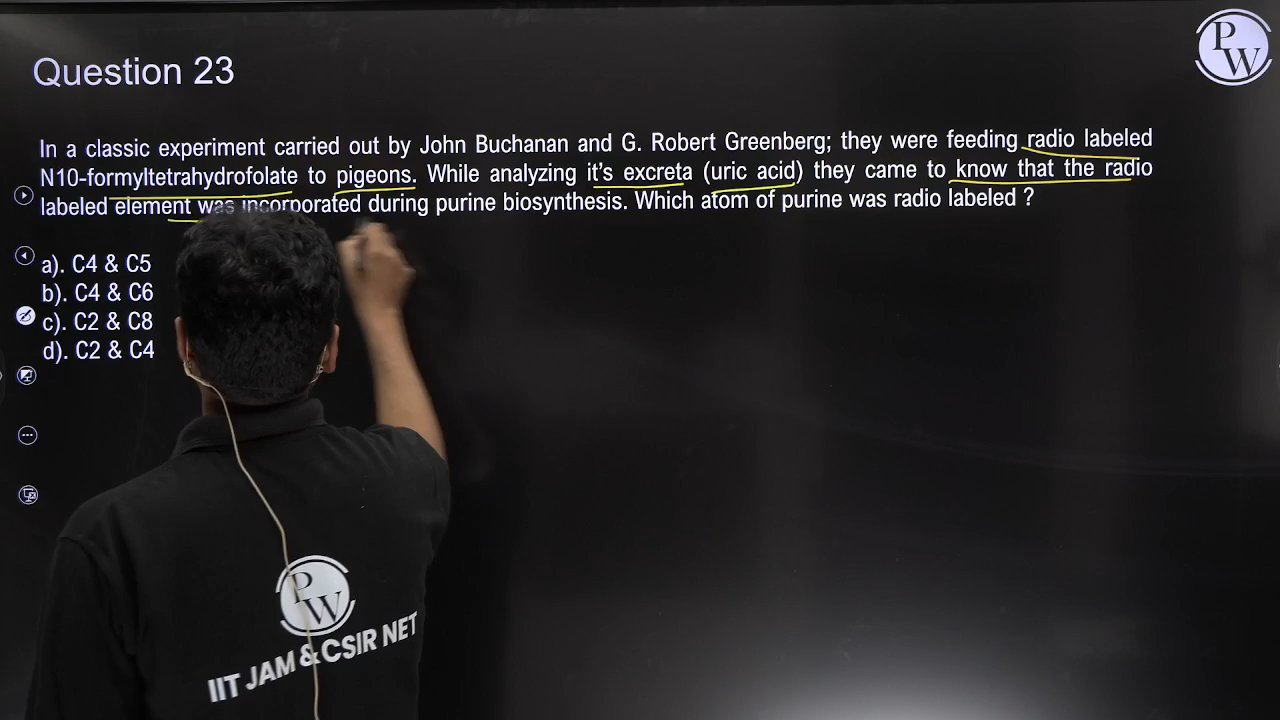 Question 23
P
W
In a classic experiment carried out by John Buchanan and G. Robert Greenberg; they were feeding radio labeled
N10-formyltetrahydrofolate to pigeons. While analyzing it's excreta (uric acid) they came to know that the radio
labeled element was incorporated during purine biosynthesis. Which atom of purine was radio labeled ?
a). C4 & C5
b). C4 & C6
c). C2 & C8
d). C2 & C4
P
W
IIT JAM & CSIR NET